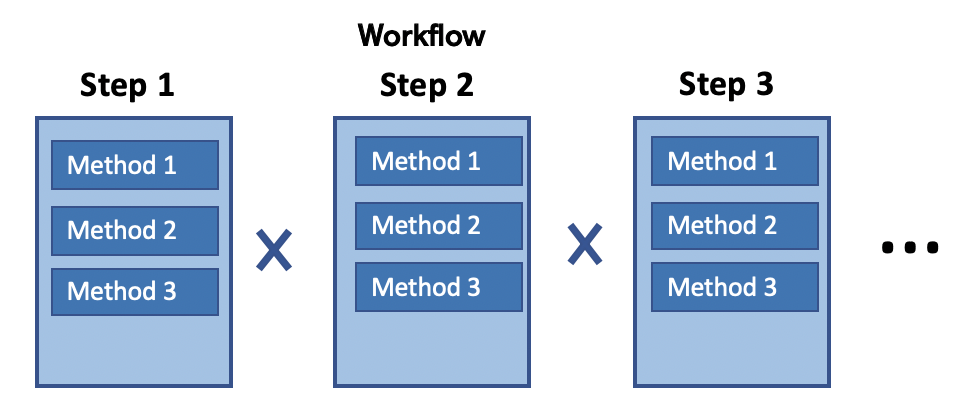 Workflow
Step 1
Step 2
Step 3
Method 1
Method 2
Method 3
X
Method 1
Method 2
Method 3
X
Method 1
Method 2
Method 3
...